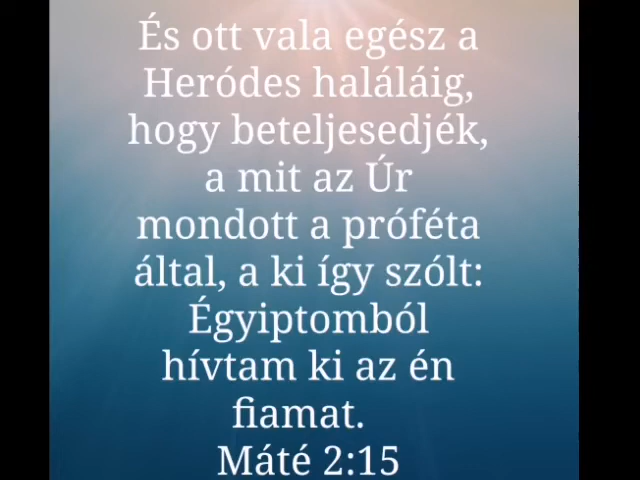 És ott vala egész a
Heródes haláláig,
hogy beteljesedjék,
a mit az Úr
mondott a próféta
által, a ki így szólt:
Égyiptomból
hívtam ki az én
fiamat.
Máté 2:15